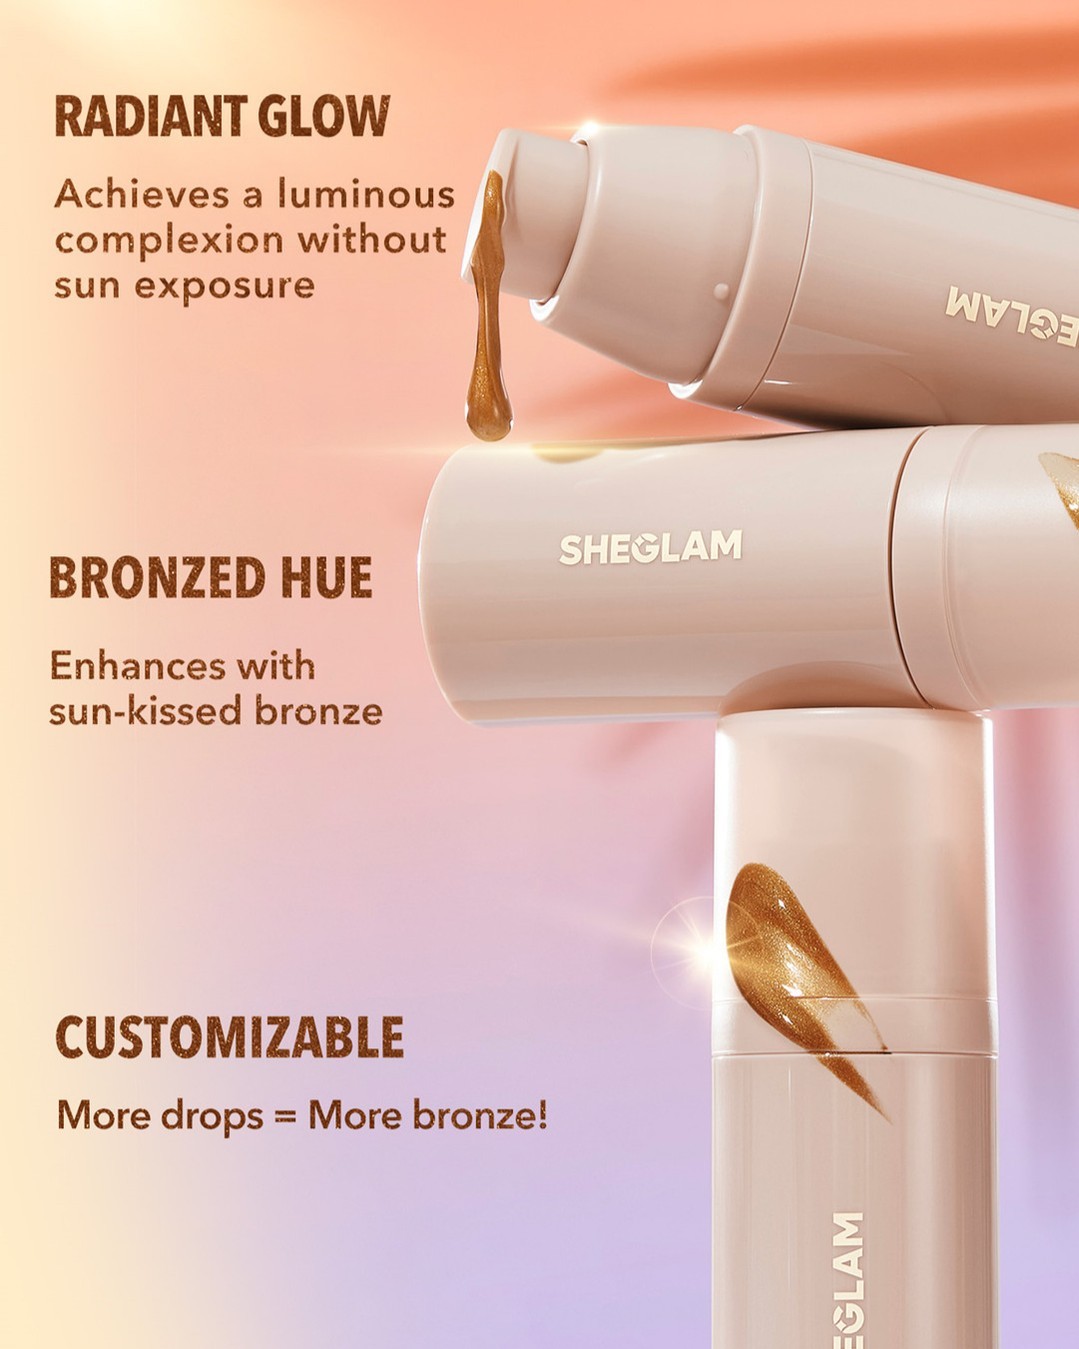 RADIANT GLOW
Achieves a luminous
complexion without
sun exposure
SHEGLAM
BRONZED HUE
Enhances with
sun-kissed bronze
CUSTOMIZABLE
More drops = More bronze!